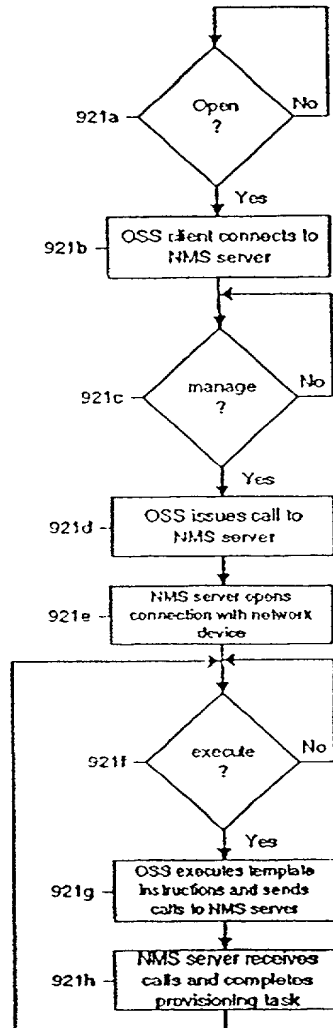 Open
?
No
921a
Yes
OSS client connects to
NMS server
921b
manage
?
No
921c
Yes
OSS issues call to
NMS server
921d
NMS server opens
connection with network
device
921e
execute
?
No
921f
Yes
OSS executes template
instructions and sends
calls to NMS server
921g
NMS server receives
calls and completes
provisioning task
921h